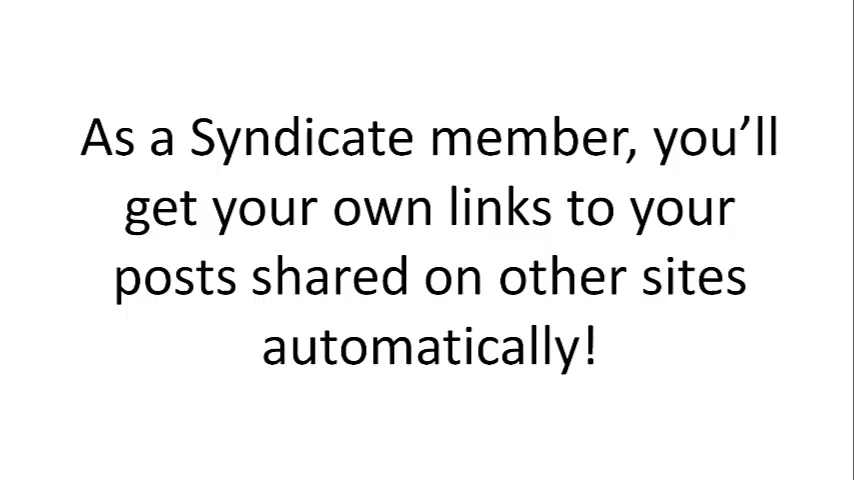 As a Syndicate member, you’ll
get your own links to your
posts shared on other sites
automatically!